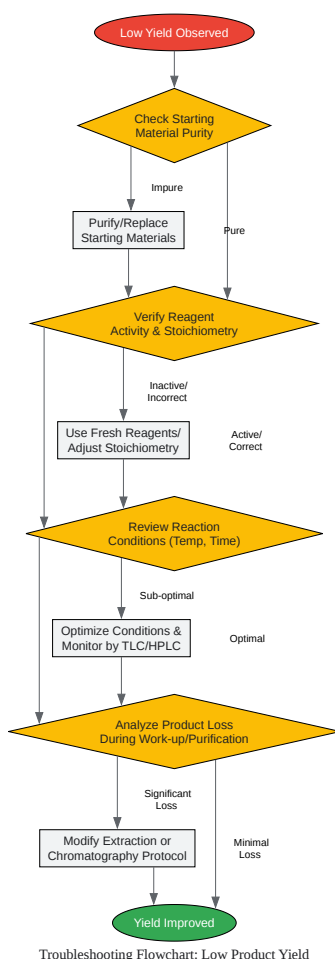 Low Yield Observed
Check Starting
Material Purity
Impure
Purify/Replace
Starting Materials
Pure
Verify Reagent
Activity & Stoichiometry
Inactive/
Incorrect
Use Fresh Reagents/
Adjust Stoichiometry
Active/
Correct
Review Reaction
Conditions (Temp, Time)
Sub-optimal
Optimize Conditions &
Monitor by TLC/HPLC
Optimal
Analyze Product Loss
During Work-up/Purification
Significant
Loss
Modify Extraction or
Chromatography Protocol
Minimal
Loss
Yield Improved
Troubleshooting Flowchart: Low Product Yield